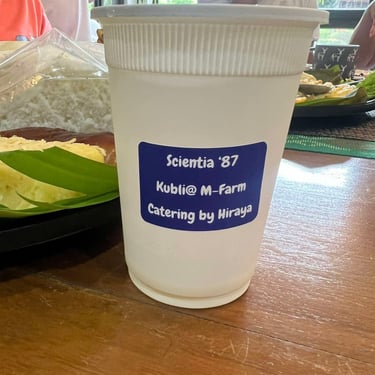 Scientia '87
Kubli@ M-Farm
Catering by Hiraya